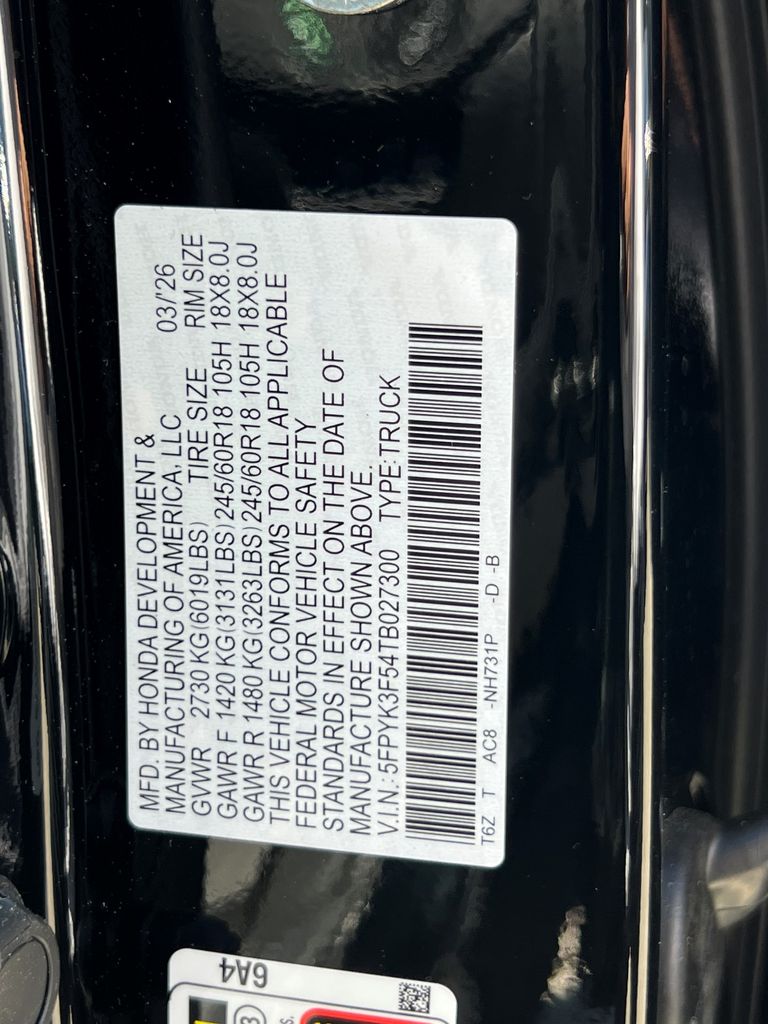 MFD. BY HONDA DEVELOPMENT &
MANUFACTURING OF AMERICA, LLC 03/'26
GVWR 2730 KG(6019LBS) TIRE SIZE RIM SIZE
GAWR F 1420 KG(3131LBS) 245/60R18 105H 18X8.0J
GAWR R 1480 KG(3263LBS) 245/60R18 105H 18X8.0J
THIS VEHICLE CONFORMS TO ALL APPLICABLE
FEDERAL MOTOR VEHICLE SAFETY
STANDARDS IN EFFECT ON THE DATE OF
MANUFACTURE SHOWN ABOVE.
V.I.N.: 5FPYK3F54TB027300 TYPE: TRUCK
T6Z T AC8 -NH731P -D -B
6A4